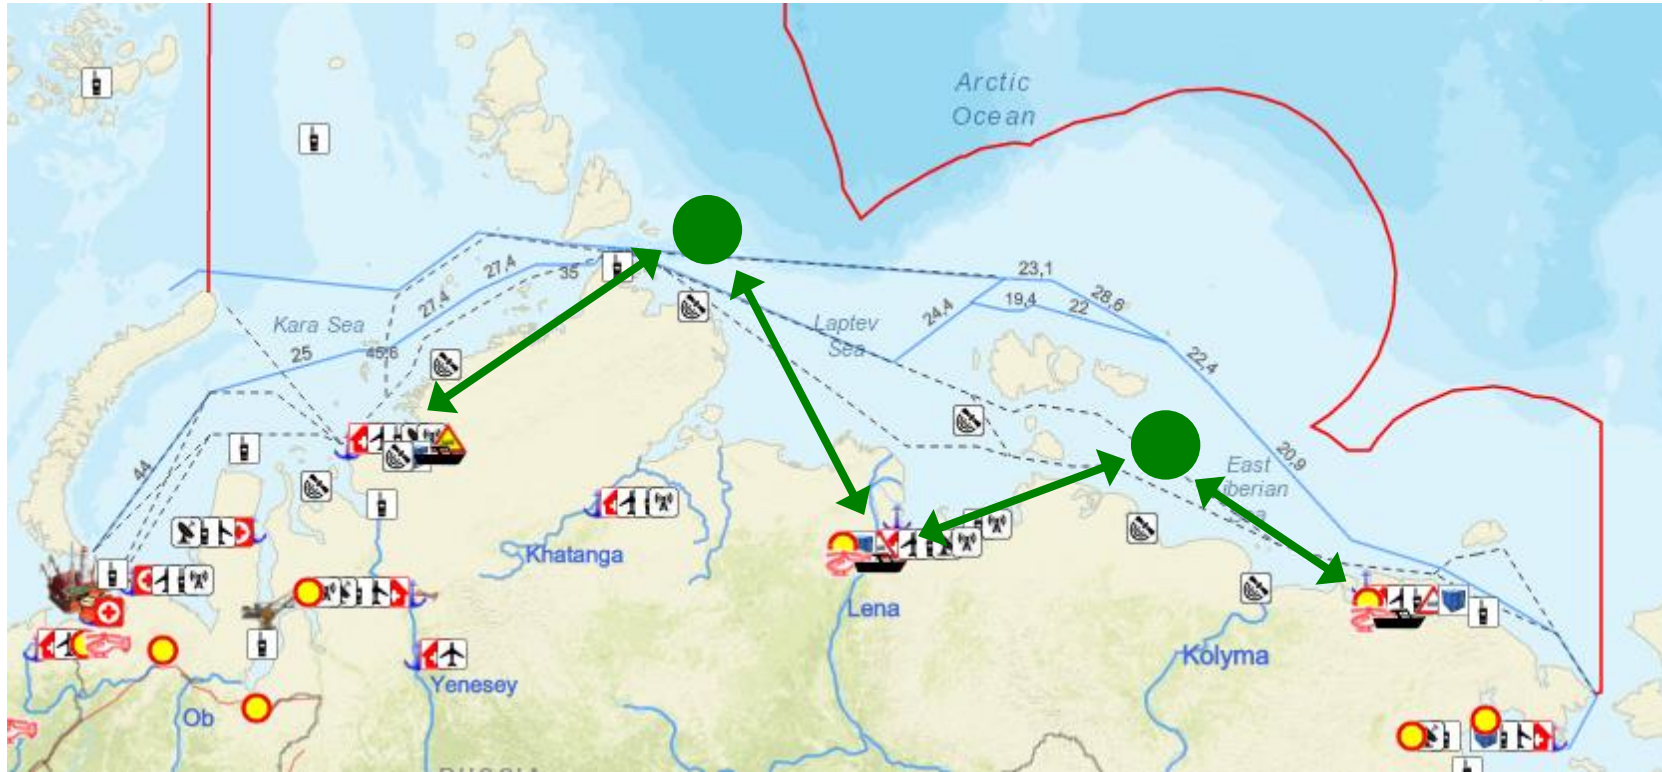 Arctic
Ocean
23,1
27,4
35
28,6
19,4
22
24,4
27,4
Kara Sea
Laptev
Sea
25
45,6
22,4
44
20,9
East
iberian
Khatanga
Lena
Kolyma
Yenesey
Ob